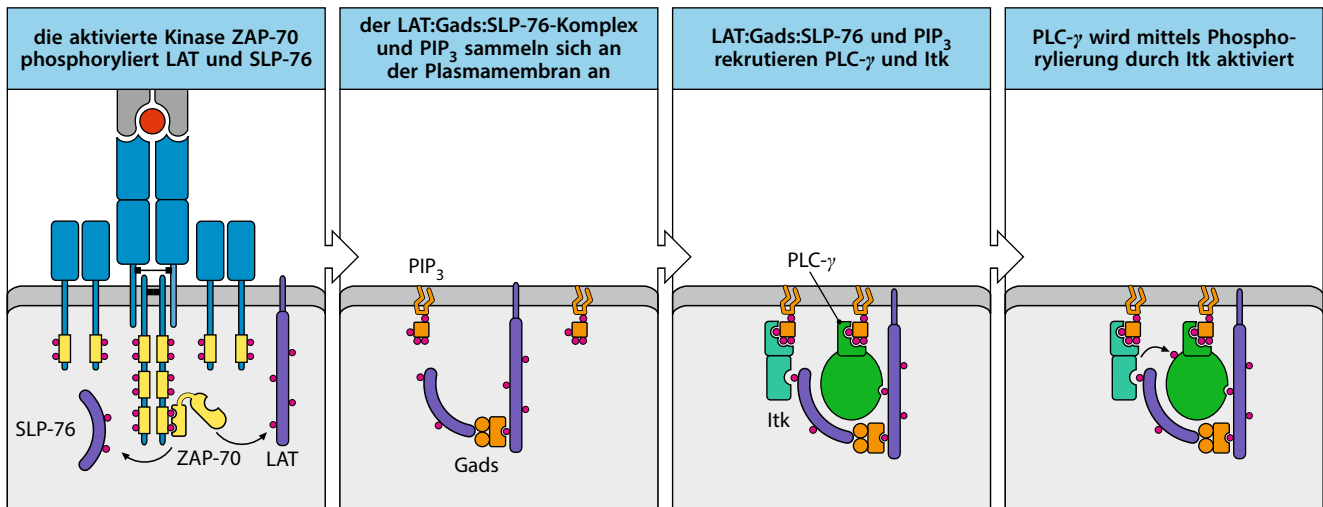 die aktivierte Kinase ZAP-70
phosphoryliert LAT und SLP-76
SLP-76
ZAP-70
LAT
der LAT:Gads:SLP-76-Komplex
und PIP₃ sammeln sich an
der Plasmamembran an
PIP₃
Gads
LAT:Gads:SLP-76 und PIP₃
rekrutieren PLC-γ und Itk
PLC-γ
Itk
PLC-γ wird mittels Phospho-
rylierung durch Itk aktiviert